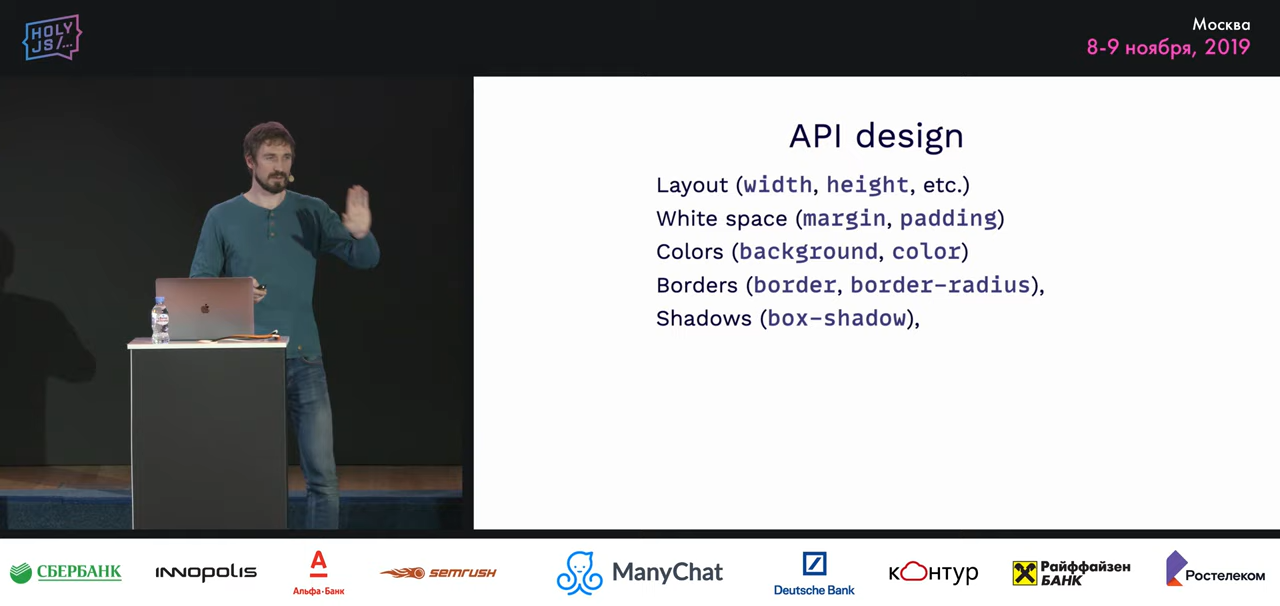 HOLY
JS/...
Москва
8-9 ноября, 2019
API design
Layout (width, height, etc.)
White space (margin, padding)
Colors (background, color)
Borders (border, border-radius),
Shadows (box-shadow),
СБЕРБАНК
INNOPOLIS
А
Альфа·Банк
semrush
ManyChat
Deutsche Bank
контур
Райффайзен
БАНК
Ростелеком